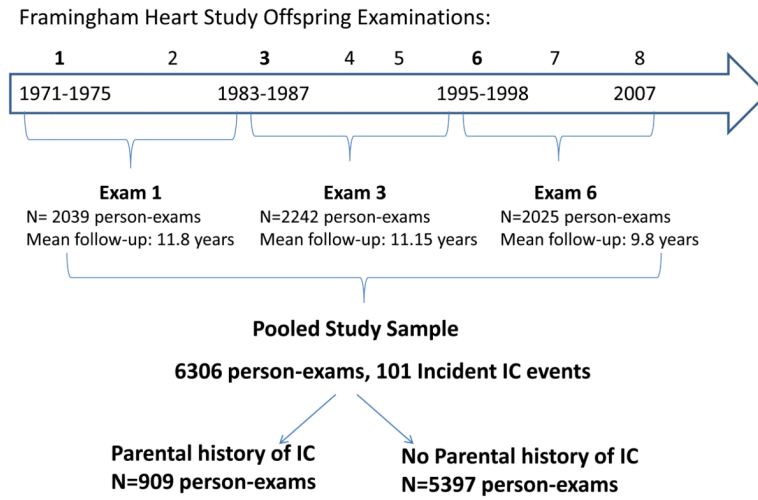 Framingham Heart Study Offspring Examinations:
1 2 3 4 5 6 7 8
1971-1975 1983-1987 1995-1998 2007
Exam 1
N= 2039 person-exams
Mean follow-up: 11.8 years
Exam 3
N=2242 person-exams
Mean follow-up: 11.15 years
Exam 6
N=2025 person-exams
Mean follow-up: 9.8 years
Pooled Study Sample
6306 person-exams, 101 Incident IC events
Parental history of IC
N=909 person-exams
No Parental history of IC
N=5397 person-exams